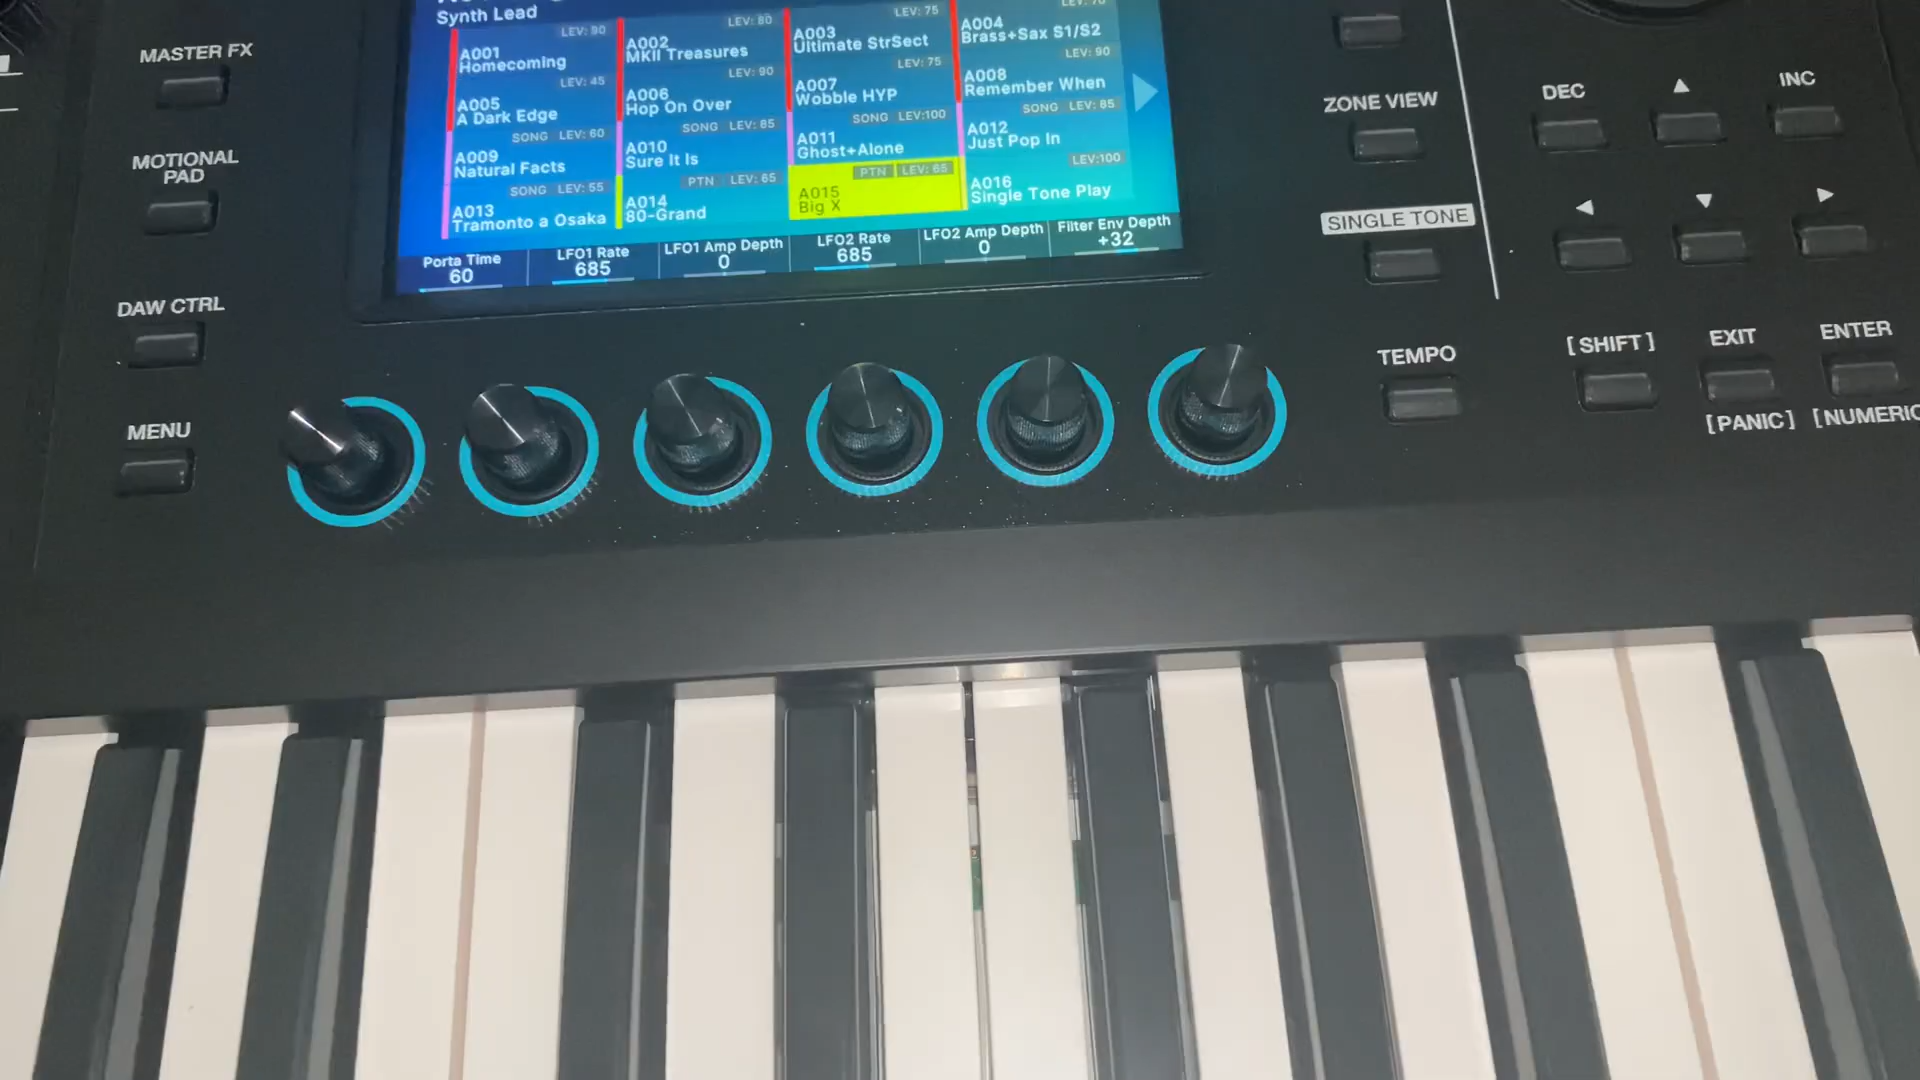 Synth Lead
LEV: 90
A001
Homecoming
LEV: 80
A002
MKII Treasures
LEV: 75
A003
Ultimate StrSect
A004
Brass+Sax S1/S2
LEV: 45
A005
A Dark Edge
LEV: 90
A006
Hop On Over
LEV: 75
A007
Wobble HYP
LEV: 90
A008
Remember When
SONG LEV: 60
A009
Natural Facts
SONG LEV: 85
A010
Sure It Is
SONG LEV:100
A011
Ghost+Alone
SONG LEV: 85
A012
Just Pop In
SONG LEV: 55
A013
Tramonto a Osaka
PTN LEV: 65
A014
80-Grand
PTN LEV: 65
A015
Big X
LEV:100
A016
Single Tone Play
Porta Time
60
LFO1 Rate
685
LFO1 Amp Depth
0
LFO2 Rate
685
LFO2 Amp Depth
0
Filter Env Depth
+32
MASTER FX
MOTIONAL
PAD
DAW CTRL
MENU
ZONE VIEW
SINGLE TONE
TEMPO
DEC
▲
INC
◀
▼
▶
[SHIFT]
EXIT
ENTER
[PANIC]
[NUMERIC